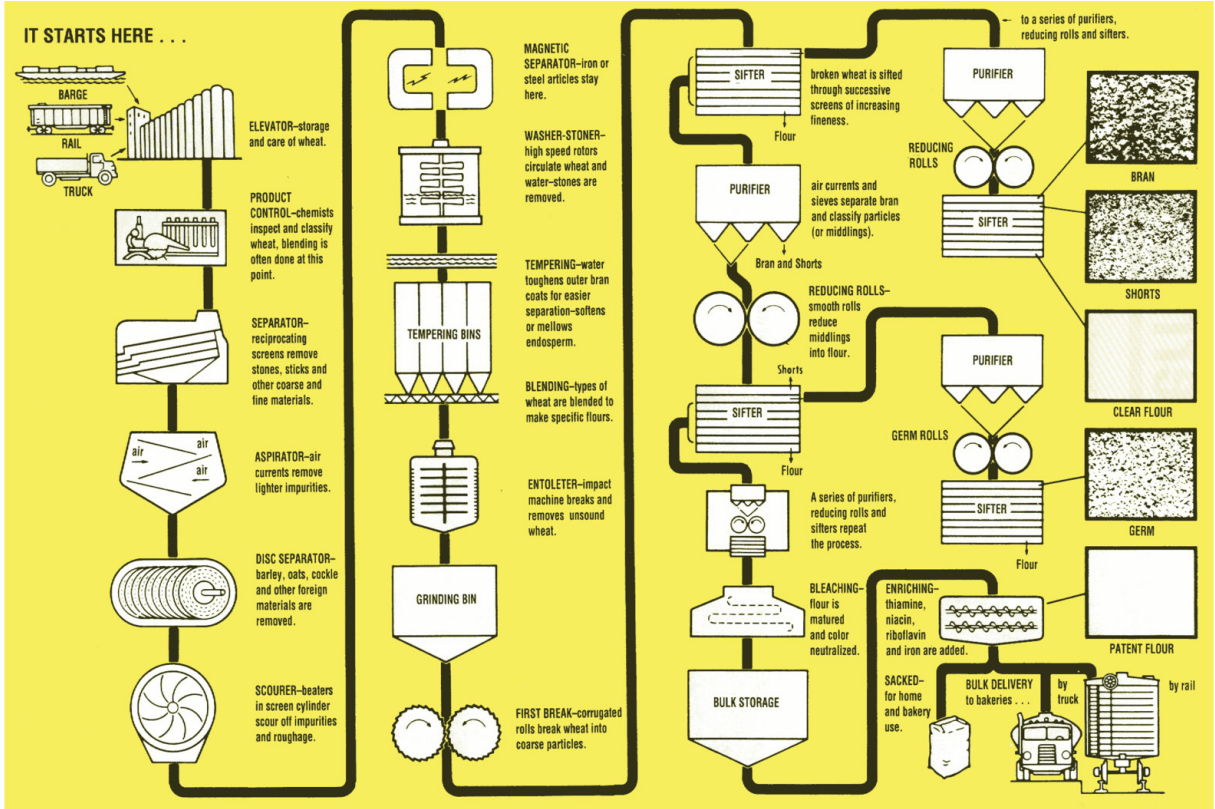 IT STARTS HERE . . .
BARGE
RAIL
TRUCK
ELEVATOR–storage
and care of wheat.
PRODUCT
CONTROL–chemists
inspect and classify
wheat, blending is
often done at this
point.
SEPARATOR–
reciprocating
screens remove
stones, sticks and
other coarse and
fine materials.
air
air
air
ASPIRATOR–air
currents remove
lighter impurities.
DISC SEPARATOR–
barley, oats, cockle
and other foreign
materials are
removed.
SCOURER–beaters
in screen cylinder
scour off impurities
and roughage.
MAGNETIC
SEPARATOR–iron or
steel articles stay
here.
WASHER-STONER–
high speed rotors
circulate wheat and
water–stones are
removed.
TEMPERING–water
toughens outer bran
coats for easier
separation–softens
or mellows
endosperm.
TEMPERING BINS
BLENDING–types of
wheat are blended to
make specific flours.
ENTOLETER–impact
machine breaks and
removes unsound
wheat.
GRINDING BIN
FIRST BREAK–corrugated
rolls break wheat into
coarse particles.
SIFTER
Flour
broken wheat is sifted
through successive
screens of increasing
fineness.
PURIFIER
Bran and Shorts
air currents and
sieves separate bran
and classify particles
(or middlings).
REDUCING ROLLS–
smooth rolls
reduce
middlings
into flour.
Shorts
SIFTER
Flour
A series of purifiers,
reducing rolls and
sifters repeat
the process.
BLEACHING–
flour is
matured
and color
neutralized.
BULK STORAGE
to a series of purifiers,
reducing rolls and sifters.
PURIFIER
REDUCING
ROLLS
SIFTER
BRAN
SHORTS
CLEAR FLOUR
PURIFIER
GERM ROLLS
SIFTER
Flour
GERM
ENRICHING–
thiamine,
niacin,
riboflavin
and iron are added.
PATENT FLOUR
SACKED–
for home
and bakery
use.
BULK DELIVERY
to bakeries . . .
by
truck
by rail